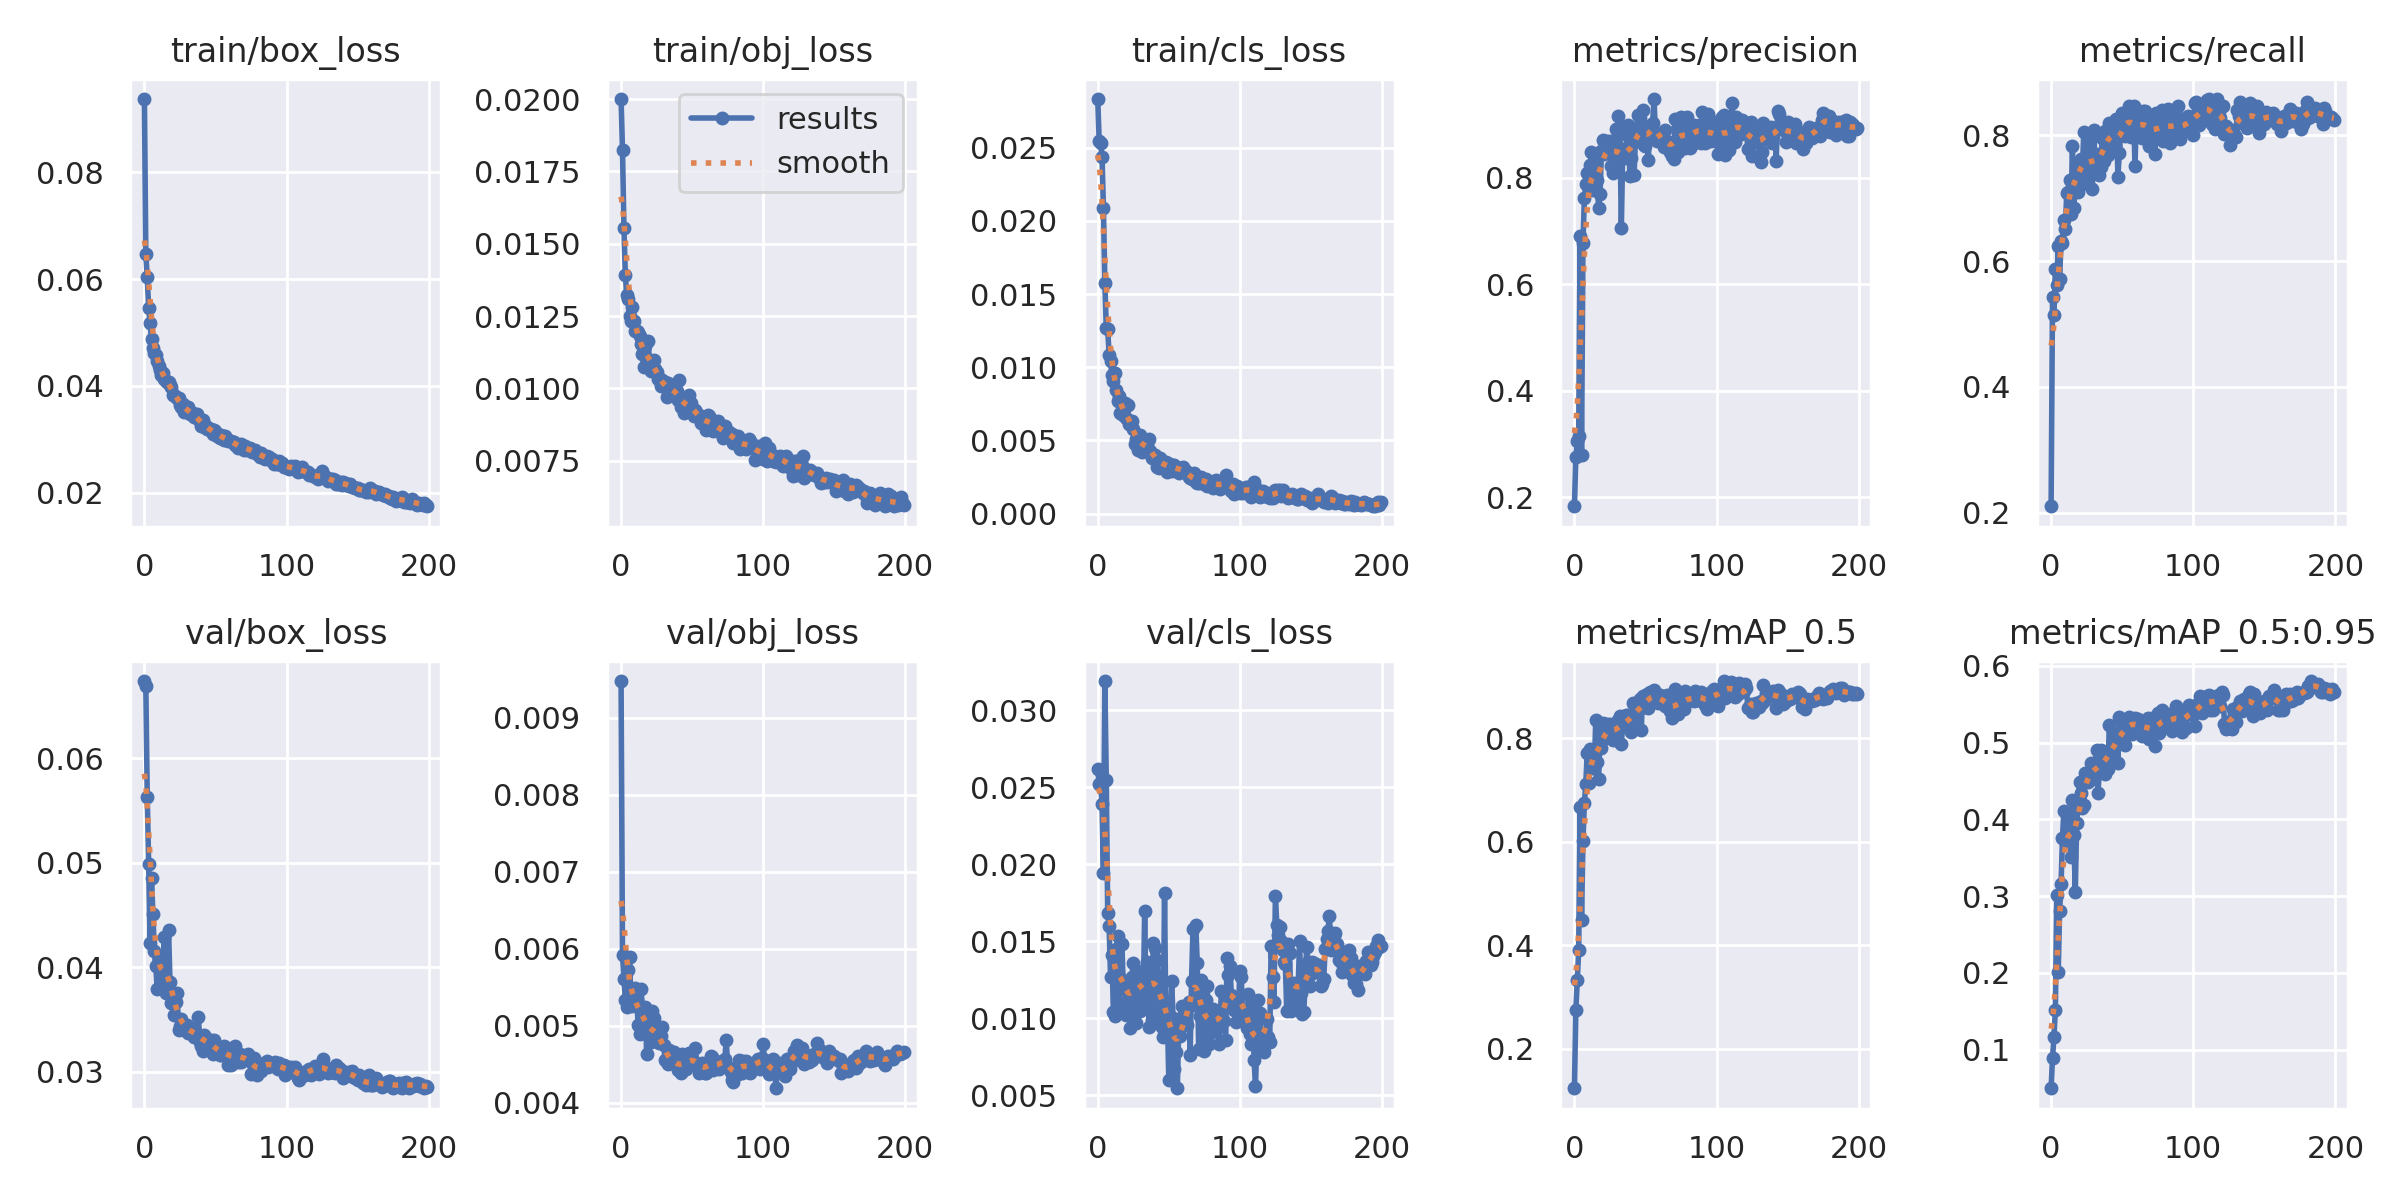 train/box_loss
0.08
0.06
0.04
0.02
0 100 200
train/obj_loss
0.0200
0.0175
0.0150
0.0125
0.0100
0.0075
results
smooth
0 100 200
train/cls_loss
0.025
0.020
0.015
0.010
0.005
0.000
0 100 200
metrics/precision
0.8
0.6
0.4
0.2
0 100 200
metrics/recall
0.8
0.6
0.4
0.2
0 100 200
val/box_loss
0.06
0.05
0.04
0.03
0 100 200
val/obj_loss
0.009
0.008
0.007
0.006
0.005
0.004
0 100 200
val/cls_loss
0.030
0.025
0.020
0.015
0.010
0.005
0 100 200
metrics/mAP_0.5
0.8
0.6
0.4
0.2
0 100 200
metrics/mAP_0.5:0.95
0.6
0.5
0.4
0.3
0.2
0.1
0 100 200